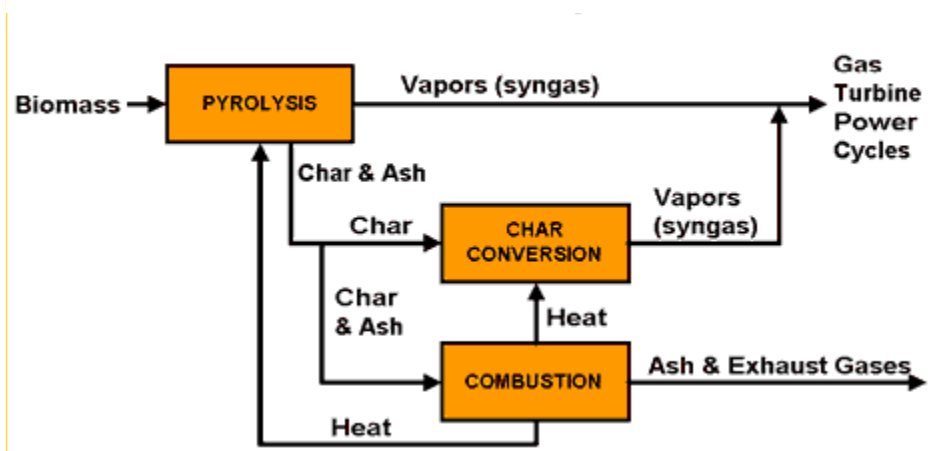 Biomass
PYROLYSIS
Vapors (syngas)
Gas
Turbine
Power
Cycles
Char & Ash
Char
CHAR
CONVERSION
Vapors
(syngas)
Char
& Ash
Heat
COMBUSTION
Ash & Exhaust Gases
Heat